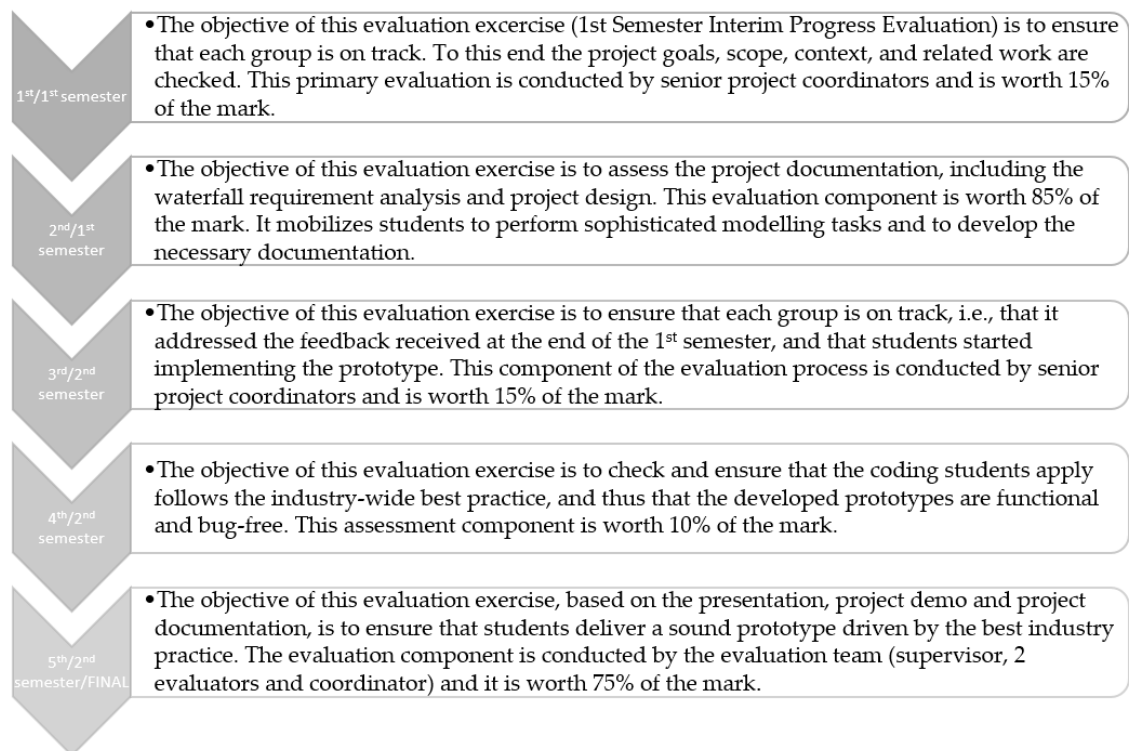 1st/1st semester
•The objective of this evaluation excercise (1st Semester Interim Progress Evaluation) is to ensure
that each group is on track. To this end the project goals, scope, context, and related work are
checked. This primary evaluation is conducted by senior project coordinators and is worth 15%
of the mark.
2nd/1st
semester
•The objective of this evaluation exercise is to assess the project documentation, including the
waterfall requirement analysis and project design. This evaluation component is worth 85% of
the mark. It mobilizes students to perform sophisticated modelling tasks and to develop the
necessary documentation.
3rd/2nd
semester
•The objective of this evaluation exercise is to ensure that each group is on track, i.e., that it
addressed the feedback received at the end of the 1st semester, and that students started
implementing the prototype. This component of the evaluation process is conducted by senior
project coordinators and is worth 15% of the mark.
4th/2nd
semester
•The objective of this evaluation exercise is to check and ensure that the coding students apply
follows the industry-wide best practice, and thus that the developed prototypes are functional
and bug-free. This assessment component is worth 10% of the mark.
5th/2nd
semester/FINAL
•The objective of this evaluation exercise, based on the presentation, project demo and project
documentation, is to ensure that students deliver a sound prototype driven by the best industry
practice. The evaluation component is conducted by the evaluation team (supervisor, 2
evaluators and coordinator) and it is worth 75% of the mark.